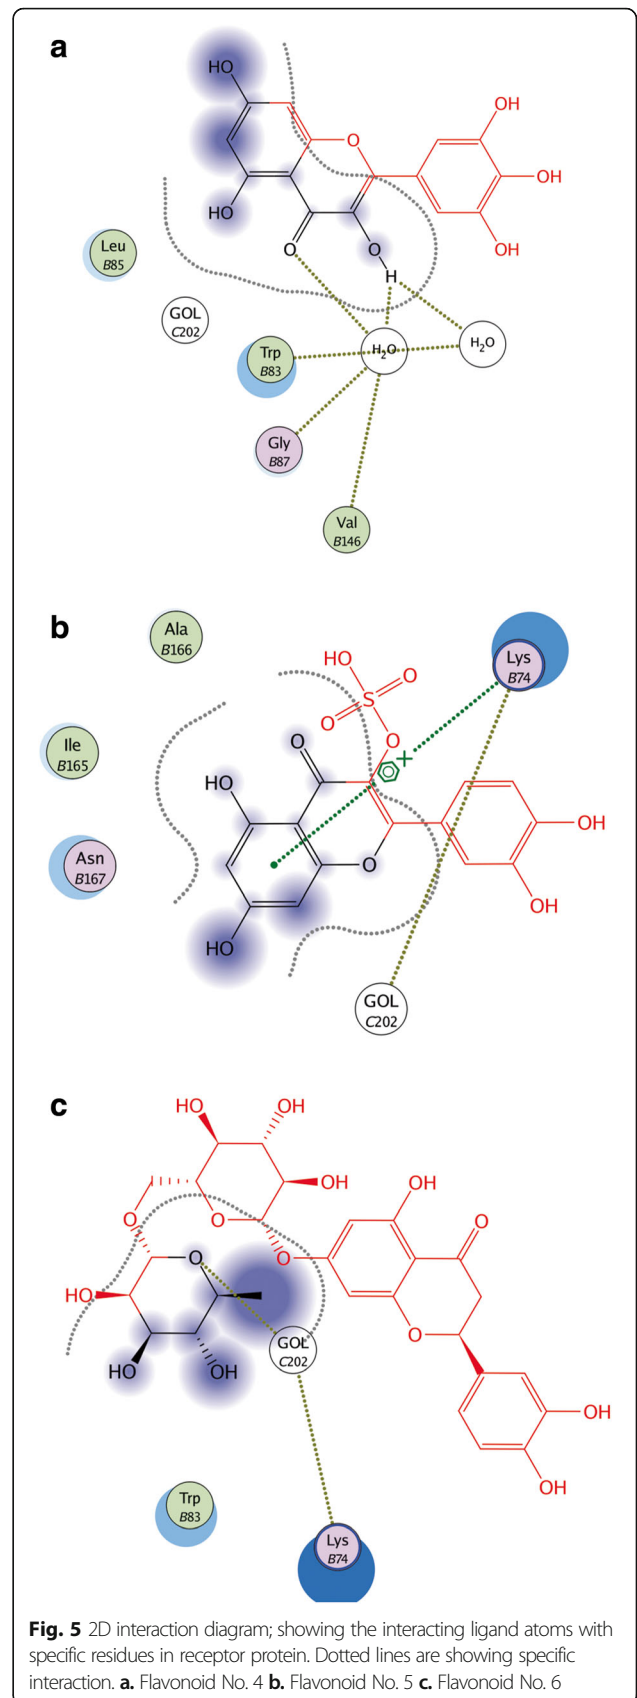 a
HO
OH
O
OH
HO
O
O
OH
H
Leu
B85
GOL
C202
Trp
B83
H₂O
H₂O
Gly
B87
Val
B146
b
Ala
B166
HO
S
O
O
O
Lys
B74
Ile
B165
O
HO
Asn
B167
O
OH
OH
HO
GOL
C202
c
HO
OH
OH
OH
O
O
O
O
O
HO
O
GOL
C202
HO
OH
OH
OH
Trp
B83
Lys
B74
Fig. 5 2D interaction diagram; showing the interacting ligand atoms with
specific residues in receptor protein. Dotted lines are showing specific
interaction. a. Flavonoid No. 4 b. Flavonoid No. 5 c. Flavonoid No. 6